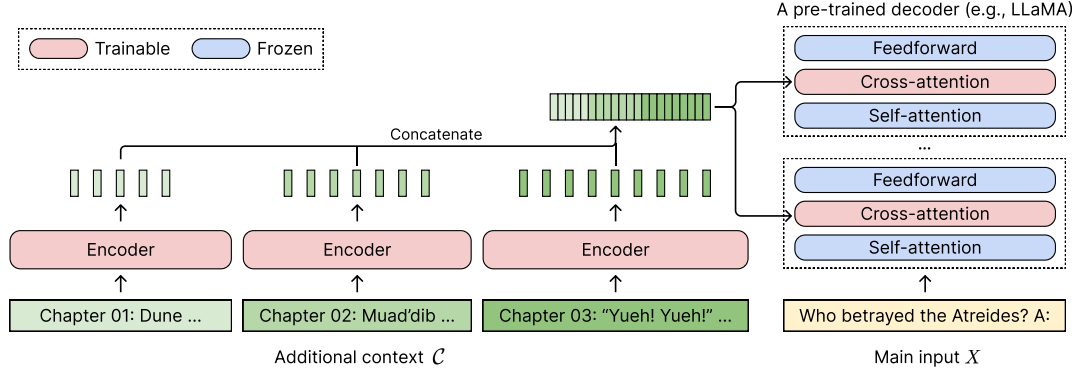 A pre-trained decoder (e.g., LLaMA)
Trainable
Frozen
Feedforward
Cross-attention
Self-attention
...
Feedforward
Cross-attention
Self-attention
Concatenate
Encoder
Encoder
Encoder
Chapter 01: Dune ...
Chapter 02: Muad’dib ...
Chapter 03: “Yueh! Yueh!” ...
Who betrayed the Atreides? A:
Additional context 𝒞
Main input X